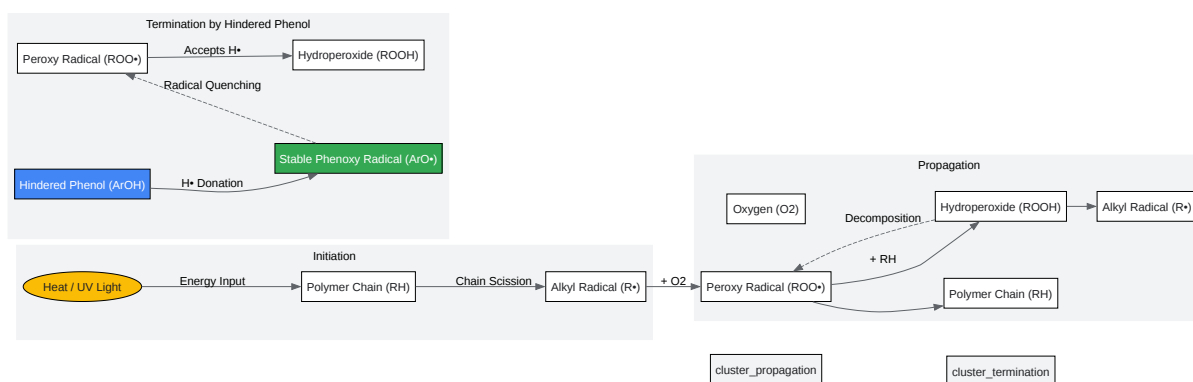 Termination by Hindered Phenol
Peroxy Radical (ROO•)
Accepts H•
Hydroperoxide (ROOH)
Radical Quenching
Stable Phenoxy Radical (ArO•)
Hindered Phenol (ArOH)
H• Donation
Initiation
Heat / UV Light
Energy Input
Polymer Chain (RH)
Chain Scission
Alkyl Radical (R•)
+ O2
Propagation
Oxygen (O2)
Hydroperoxide (ROOH)
Alkyl Radical (R•)
Decomposition
+ RH
Peroxy Radical (ROO•)
Polymer Chain (RH)
cluster_propagation
cluster_termination